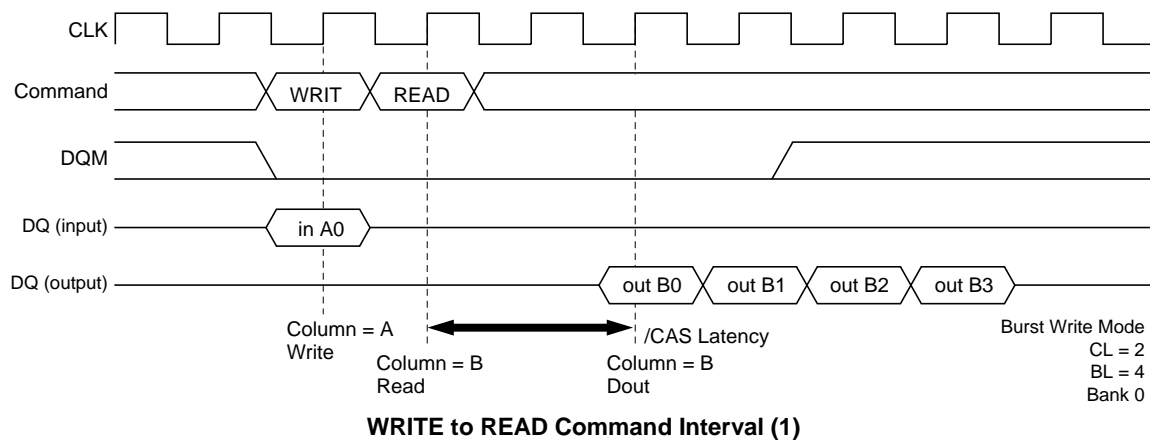 CLK
Command
WRIT
READ
DQM
DQ (input)
in A0
DQ (output)
out B0
out B1
out B2
out B3
Column = A
Write
Column = B
Read
/CAS Latency
Column = B
Dout
Burst Write Mode
CL = 2
BL = 4
Bank 0
WRITE to READ Command Interval (1)